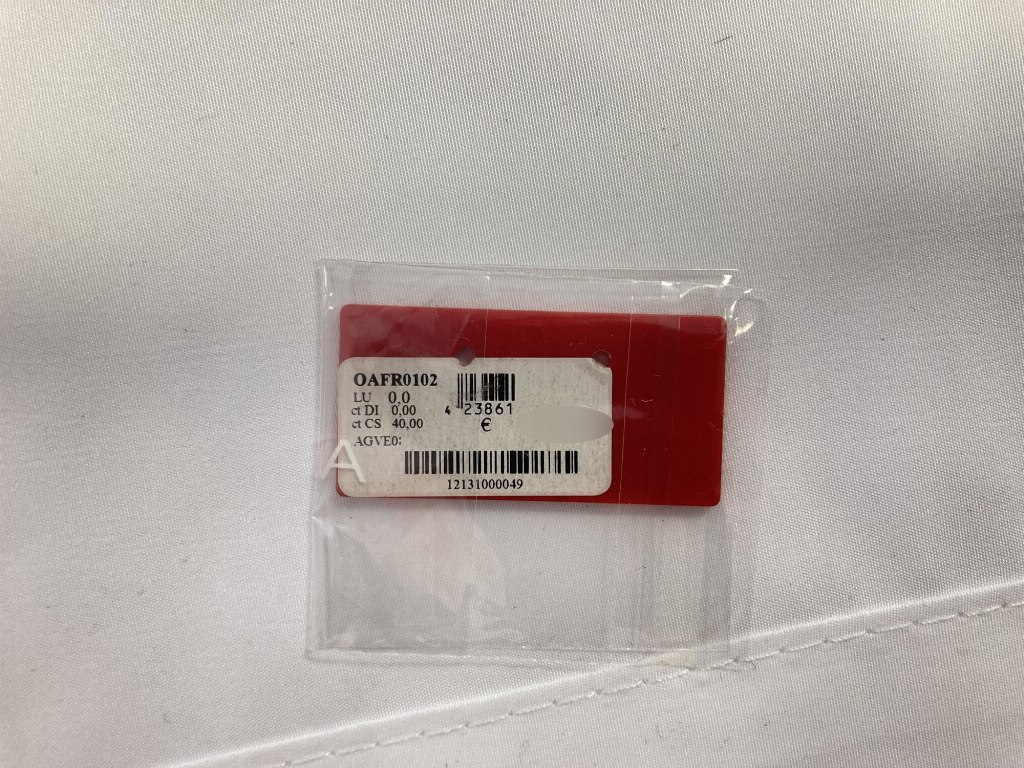 OAFR0102
LU 0,0
ct DI 0,00
4 23861
ct CS 40,00 €
AGVE0
A
12131000049